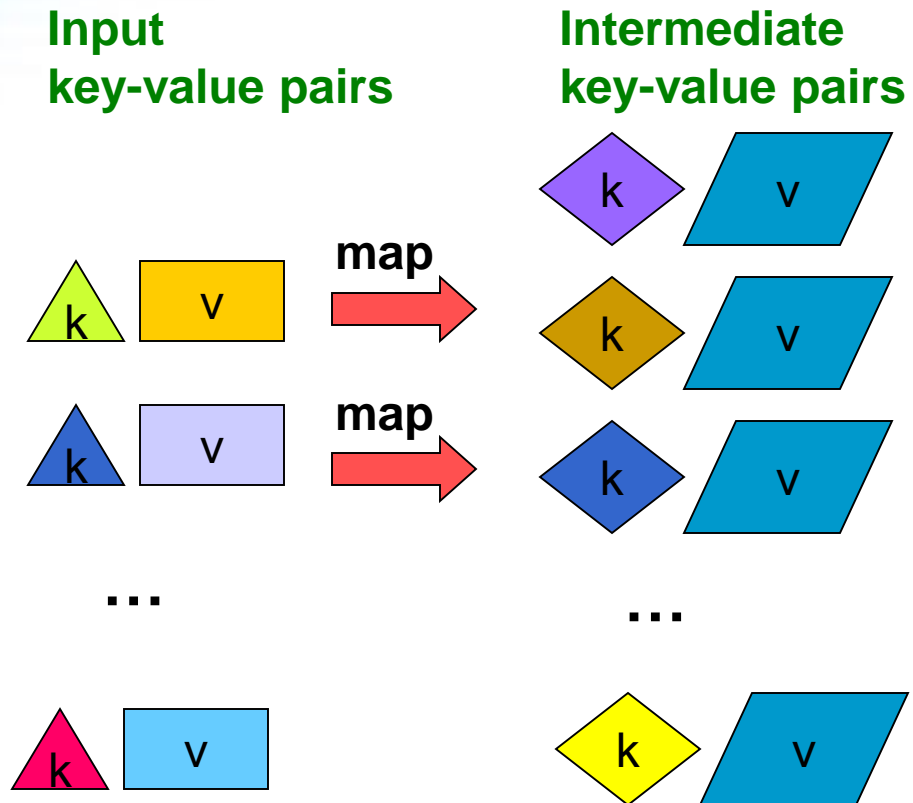 Input
key-value pairs
Intermediate
key-value pairs
k v
map
k v
k v
k v
map
k v
k v
...
...
k v
k v